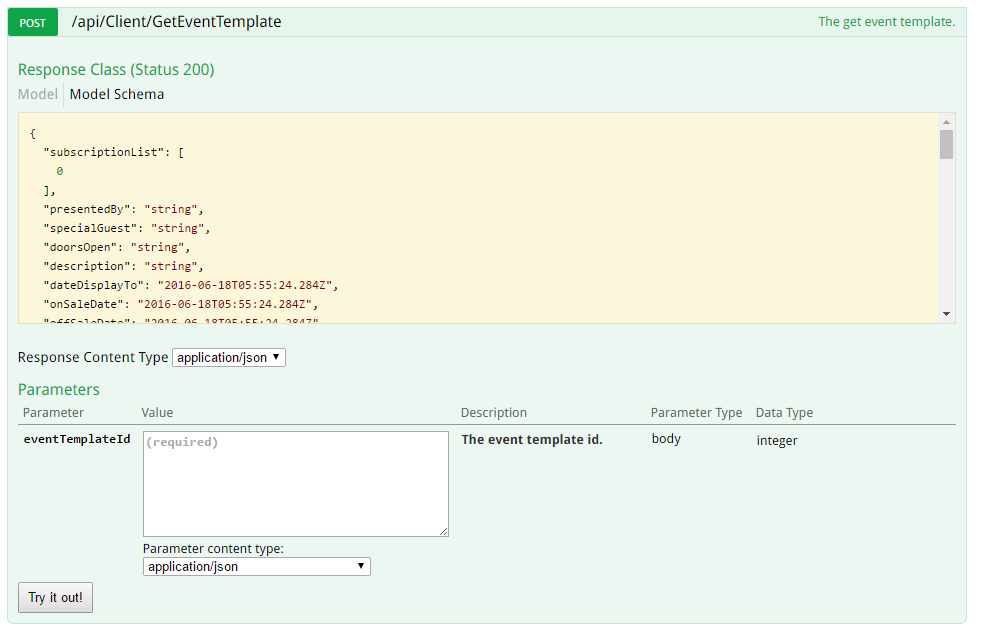 POST /api/Client/GetEventTemplate The get event template.
Response Class (Status 200)
Model Model Schema
{
"subscriptionList": [
0
],
"presentedBy": "string",
"specialGuest": "string",
"doorsOpen": "string",
"description": "string",
"dateDisplayTo": "2016-06-18T05:55:24.284Z",
"onSaleDate": "2016-06-18T05:55:24.284Z",
"offSaleDate": "2016-06-18T05:55:24.284Z"
Response Content Type application/json
Parameters
Parameter Value Description Parameter Type Data Type
eventTemplateId (required) The event template id. body integer
Parameter content type:
application/json
Try it out!